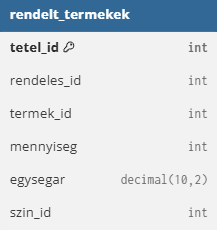 rendelt_termekek
tetel_id int
rendeles_id int
termek_id int
mennyiseg int
egysegar decimal(10,2)
szin_id int